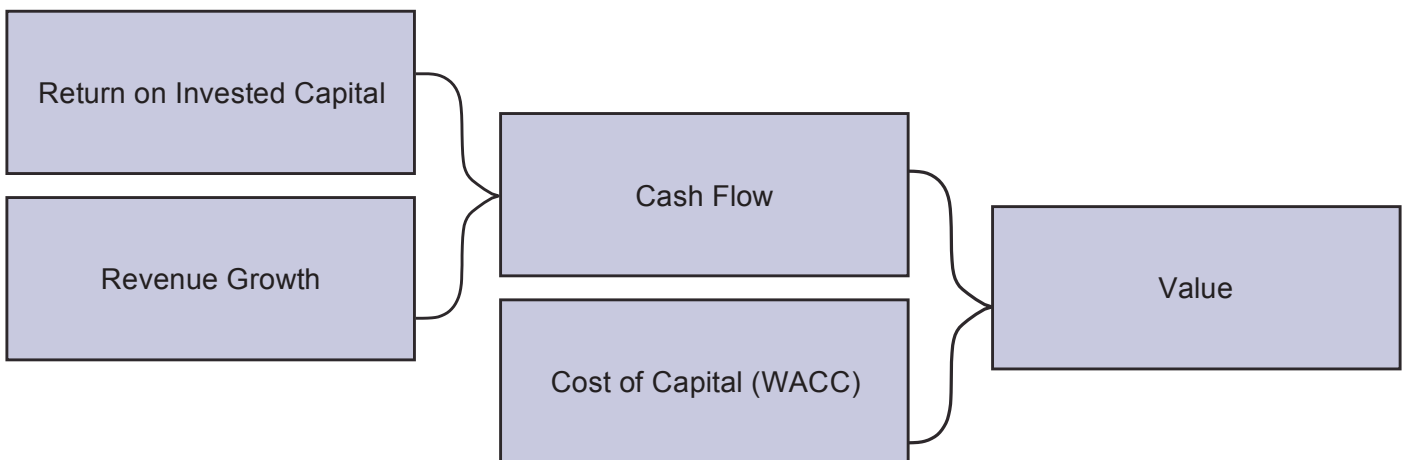 Return on Invested Capital
Revenue Growth
Cash Flow
Cost of Capital (WACC)
Value